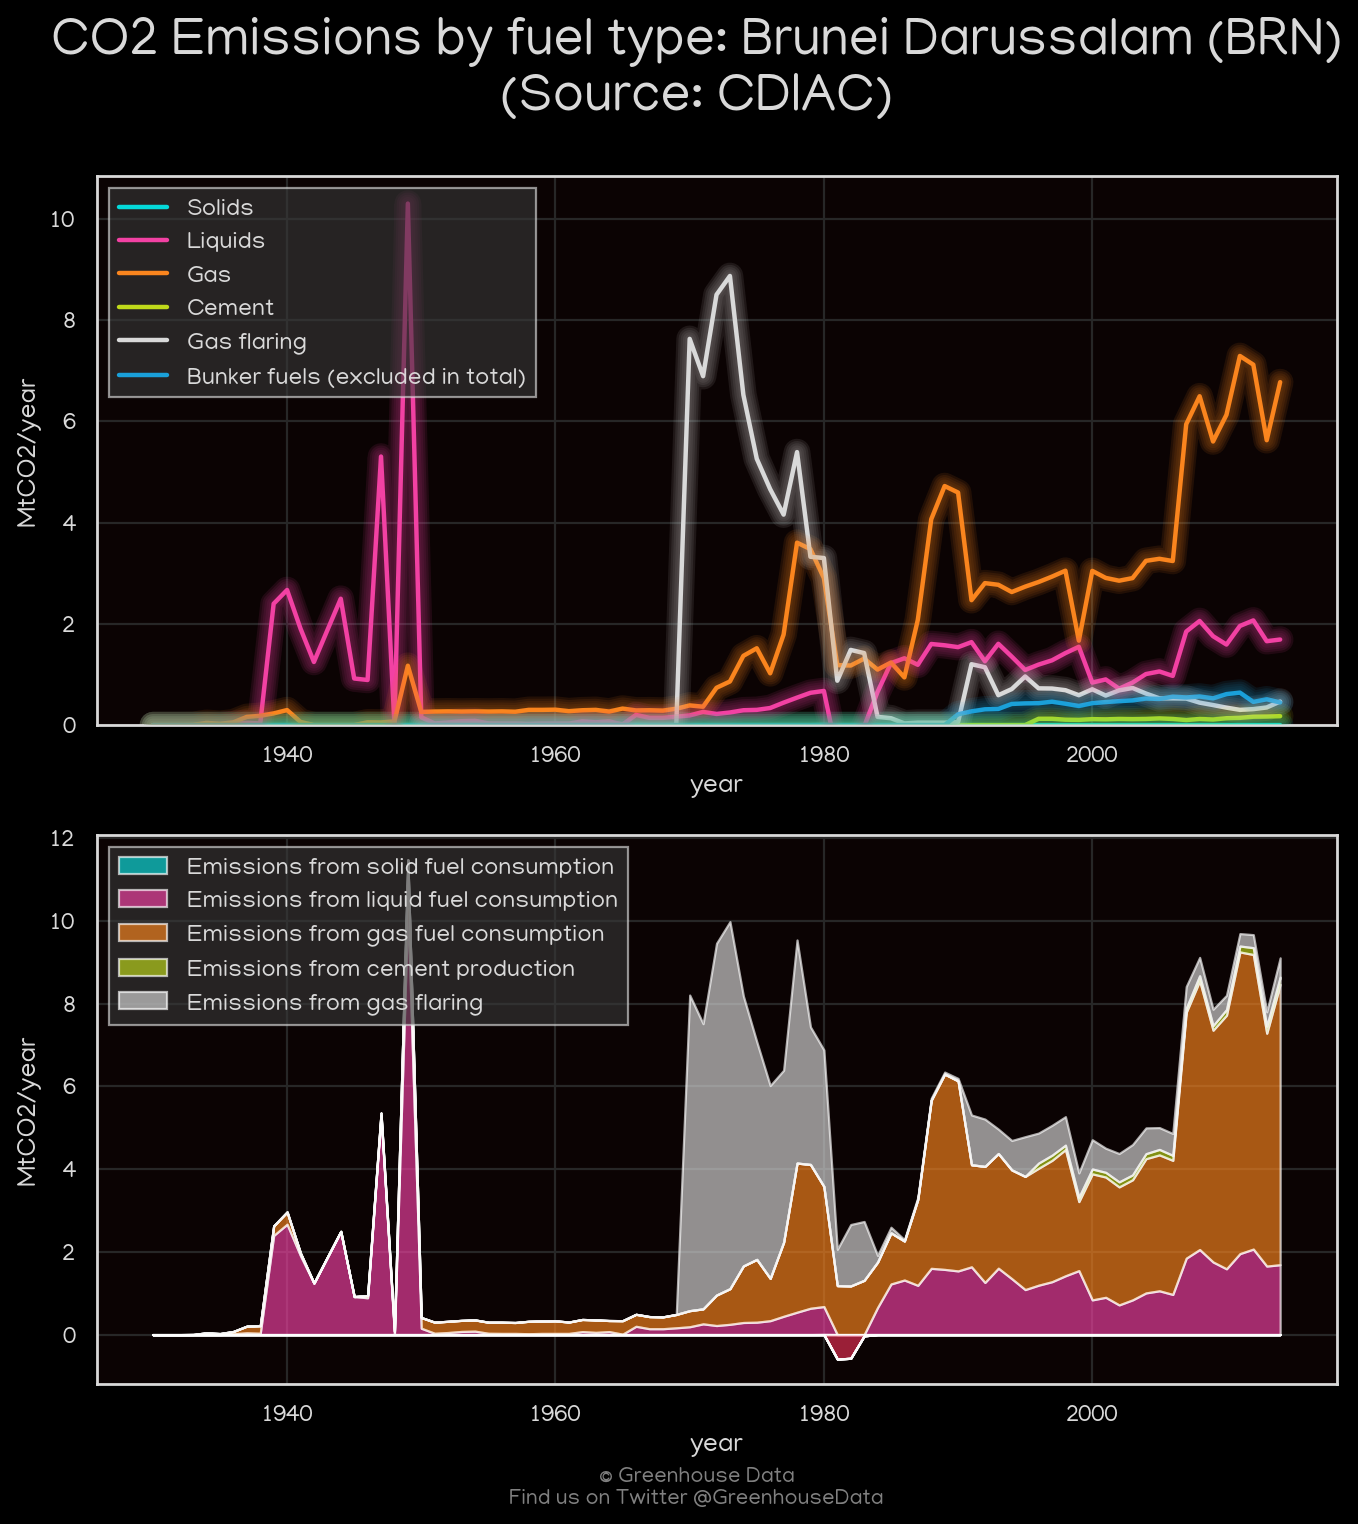 CO2 Emissions by fuel type: Brunei Darussalam (BRN)
(Source: CDIAC)
Solids
Liquids
Gas
Cement
Gas flaring
Bunker fuels (excluded in total)
10
8
6
4
2
0
MtCO2/year
1940
1960
1980
2000
year
Emissions from solid fuel consumption
Emissions from liquid fuel consumption
Emissions from gas fuel consumption
Emissions from cement production
Emissions from gas flaring
12
10
8
6
4
2
0
MtCO2/year
1940
1960
1980
2000
year
© Greenhouse Data
Find us on Twitter @GreenhouseData